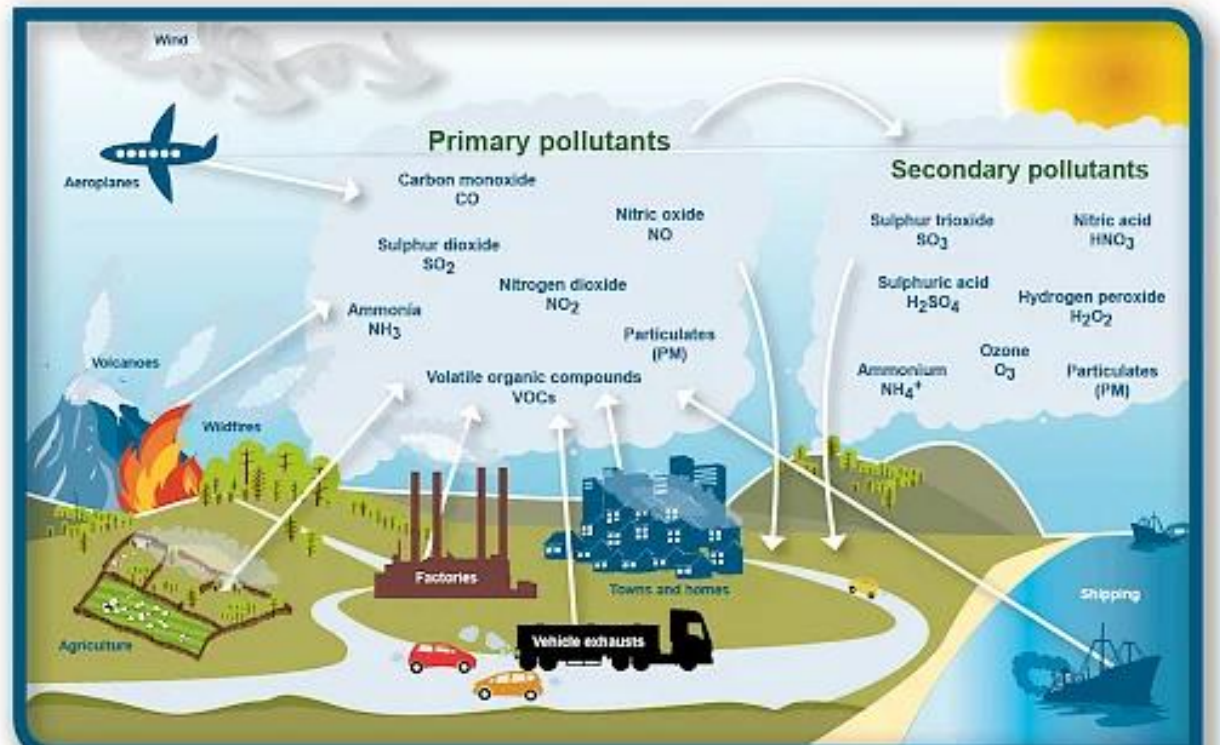 Wind
Aeroplanes
Primary pollutants
Carbon monoxide
CO
Nitric oxide
NO
Sulphur dioxide
SO2
Nitrogen dioxide
NO2
Ammonia
NH3
Particulates
(PM)
Volatile organic compounds
VOCs
Secondary pollutants
Sulphur trioxide
SO3
Nitric acid
HNO3
Sulphuric acid
H2SO4
Hydrogen peroxide
H2O2
Ozone
O3
Ammonium
NH4+
Particulates
(PM)
Volcanoes
Wildfires
Factories
Towns and homes
Shipping
Vehicle exhausts
Agriculture